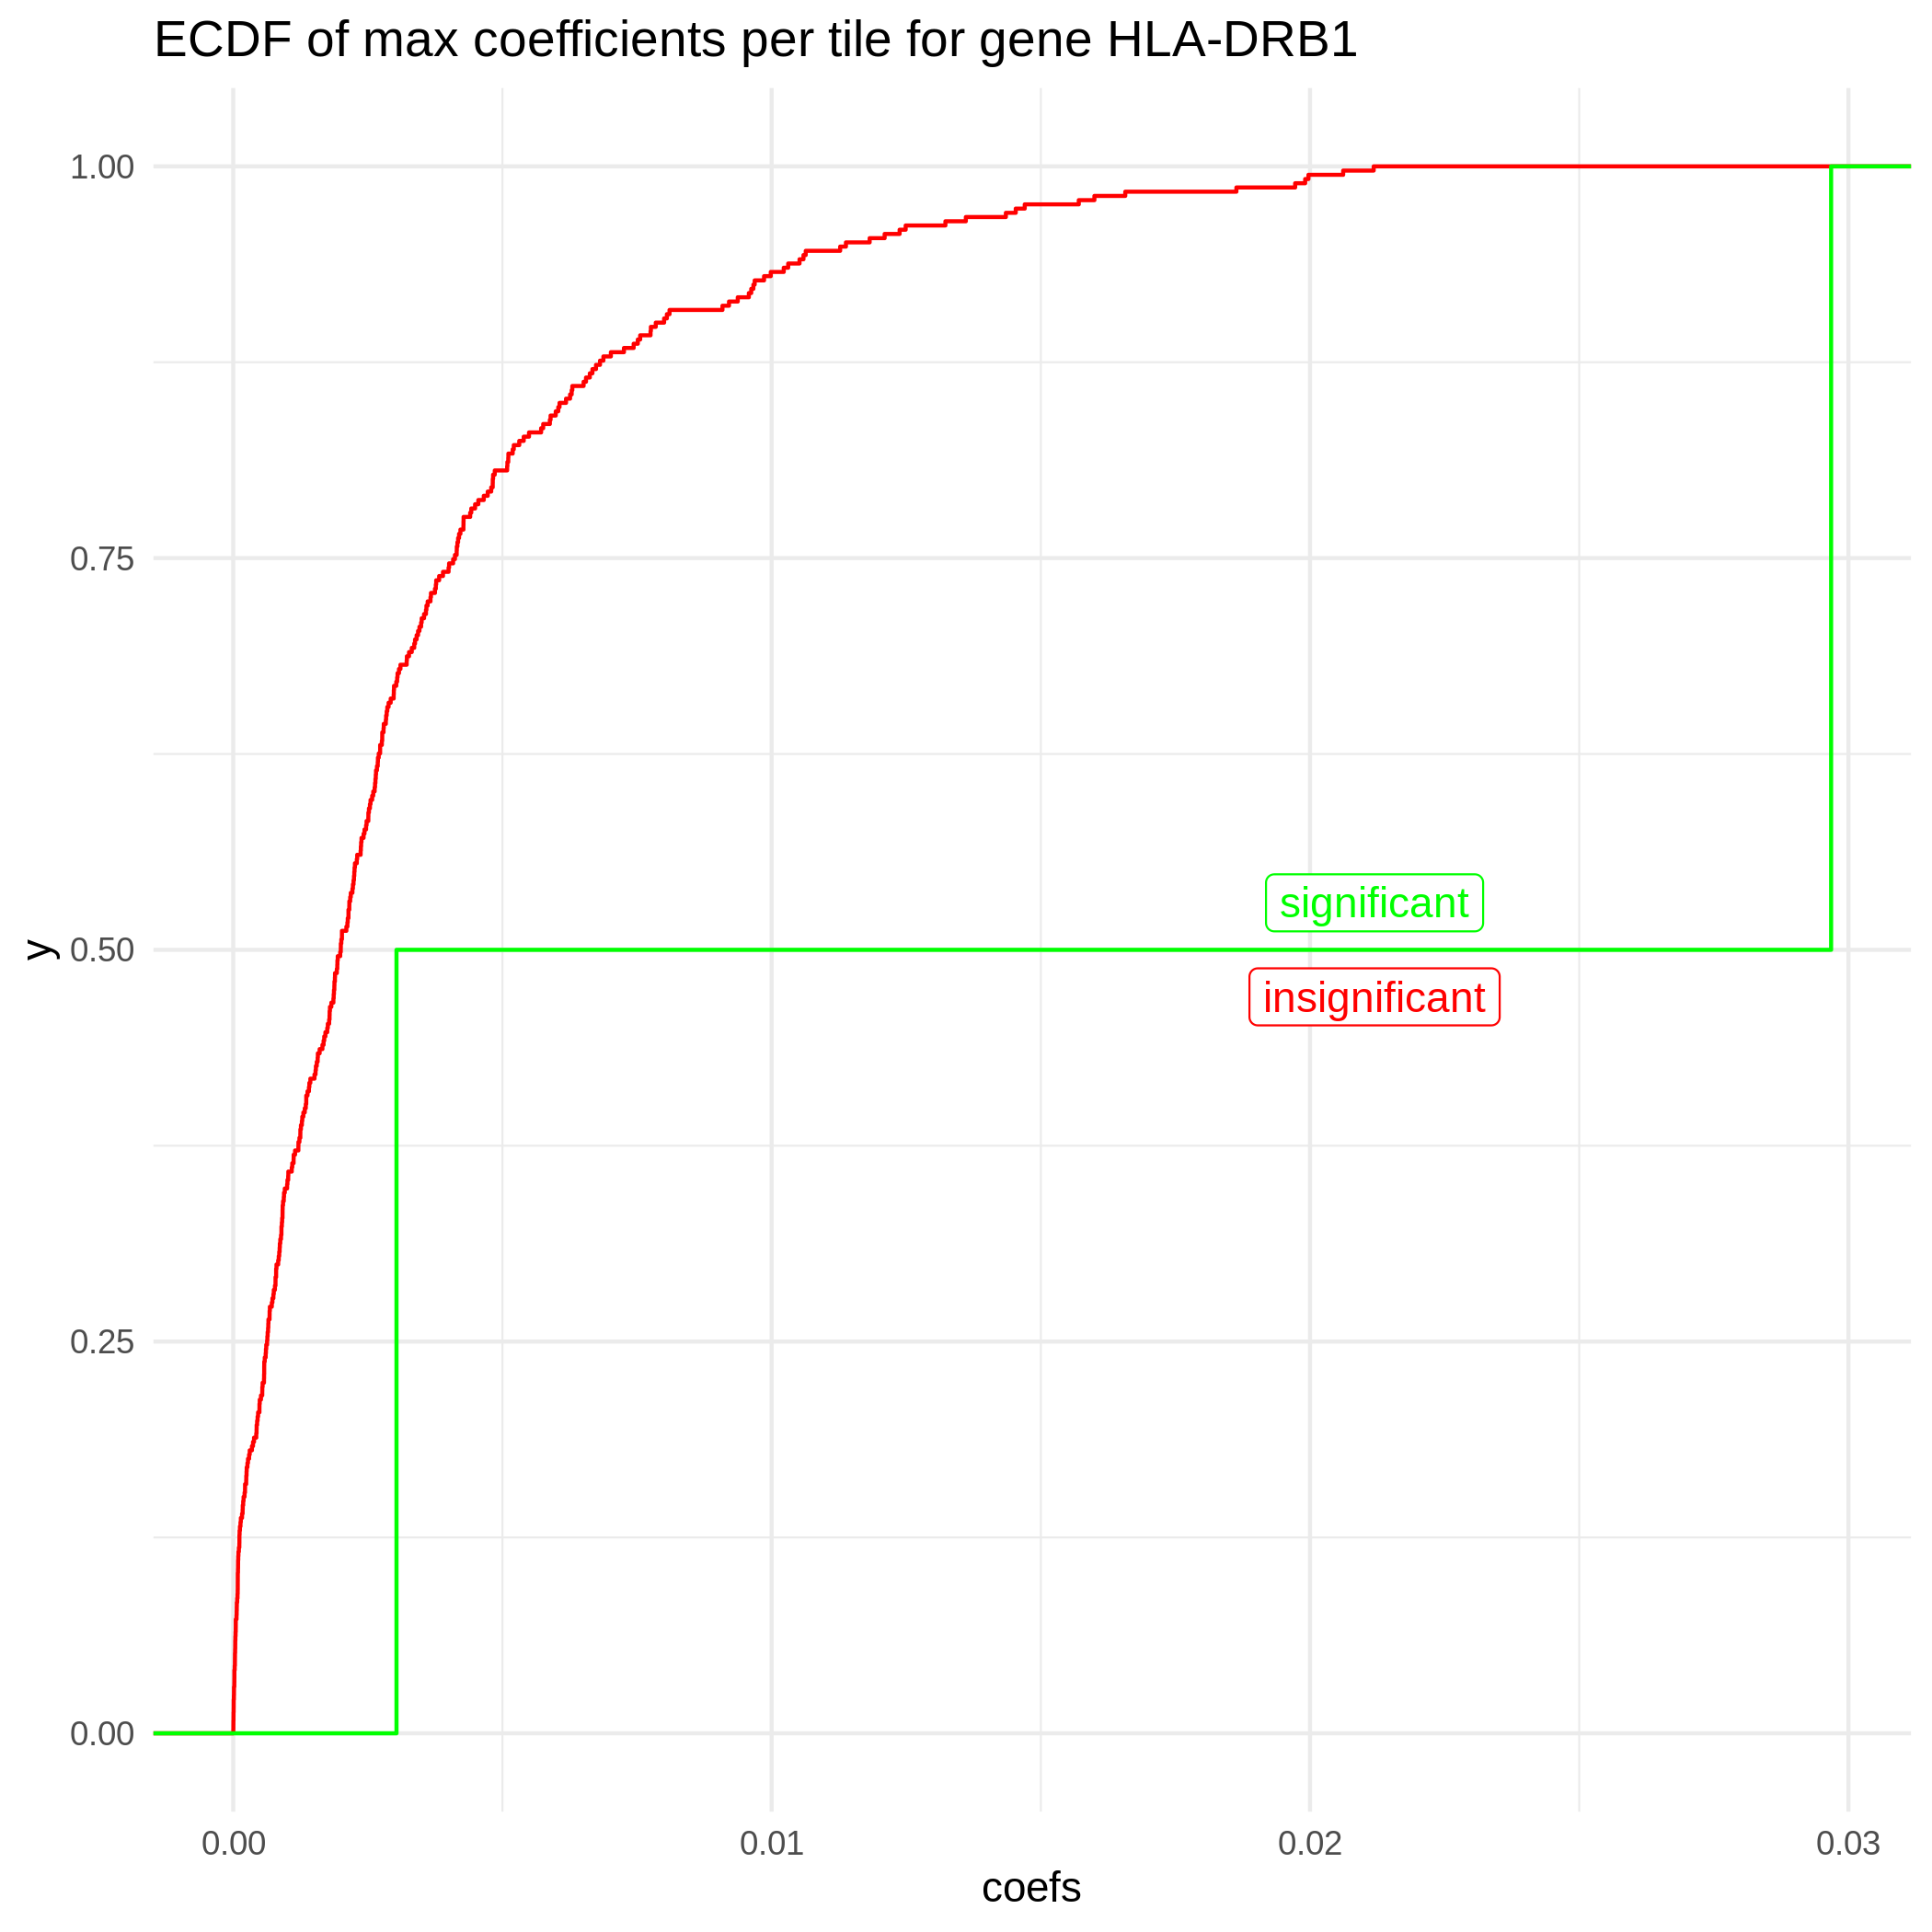 ECDF of max coefficients per tile for gene HLA-DRB1
1.00
0.75
0.50
0.25
0.00
y
significant
insignificant
0.00 0.01 0.02 0.03
coefs